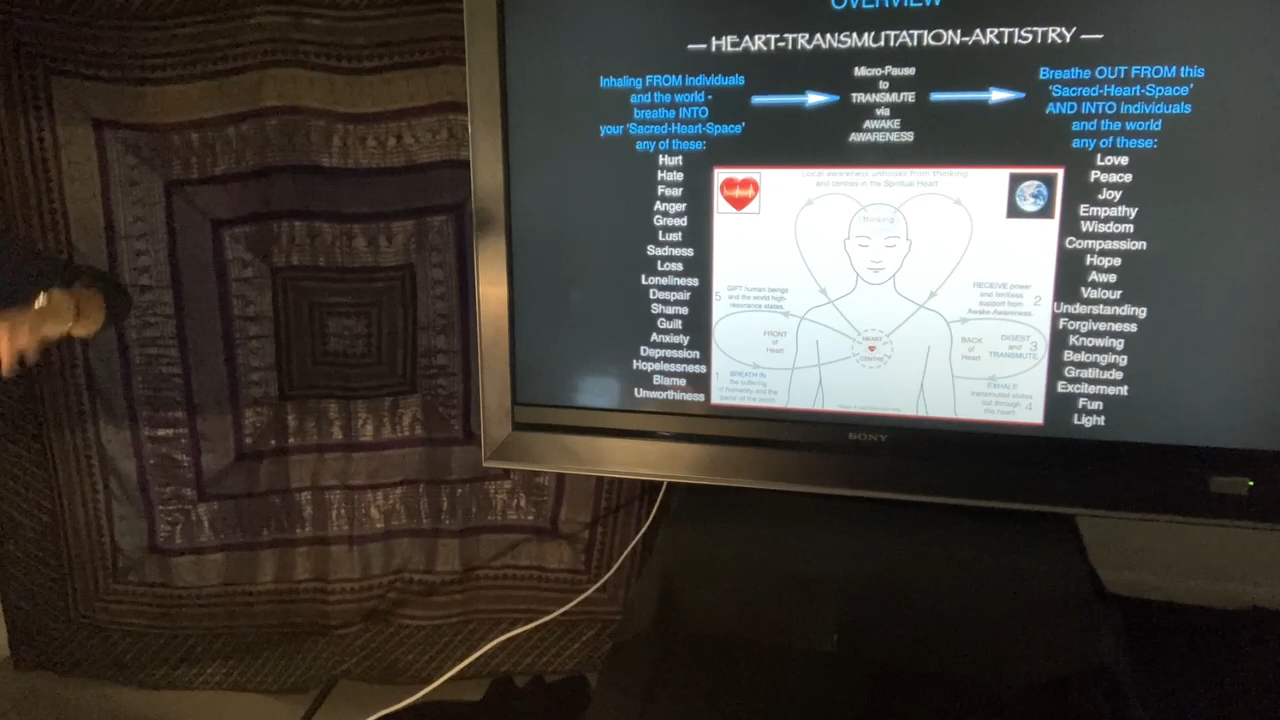 OVERVIEW
— HEART-TRANSMUTATION-ARTISTRY —
Inhaling FROM individuals
and the world -
breathe INTO
your 'Sacred-Heart-Space'
any of these:
Hurt
Hate
Fear
Anger
Greed
Lust
Sadness
Loss
Loneliness
Despair
Shame
Guilt
Anxiety
Depression
Hopelessness
Blame
Unworthiness
Micro-Pause
to
TRANSMUTE
via
AWAKE
AWARENESS
Breathe OUT FROM this
'Sacred-Heart-Space'
AND INTO individuals
and the world
any of these:
Love
Peace
Joy
Empathy
Wisdom
Compassion
Hope
Awe
Valour
Understanding
Forgiveness
Knowing
Belonging
Gratitude
Excitement
Fun
Light
Local awareness unhooks from thinking
and centres in the Spiritual Heart
thinking
5
GIFT human beings
and the world high-
resonance states.
RECEIVE power
and limitless
support from
Awake-Awareness.
2
FRONT
of
Heart
HEART
CENTRE
BACK
of
Heart
DIGEST
and
TRANSMUTE
3
1
BREATH IN
the suffering
of humanity and the
of the world.
EXHALE
transmuted states
out through
the heart.
4
SONY